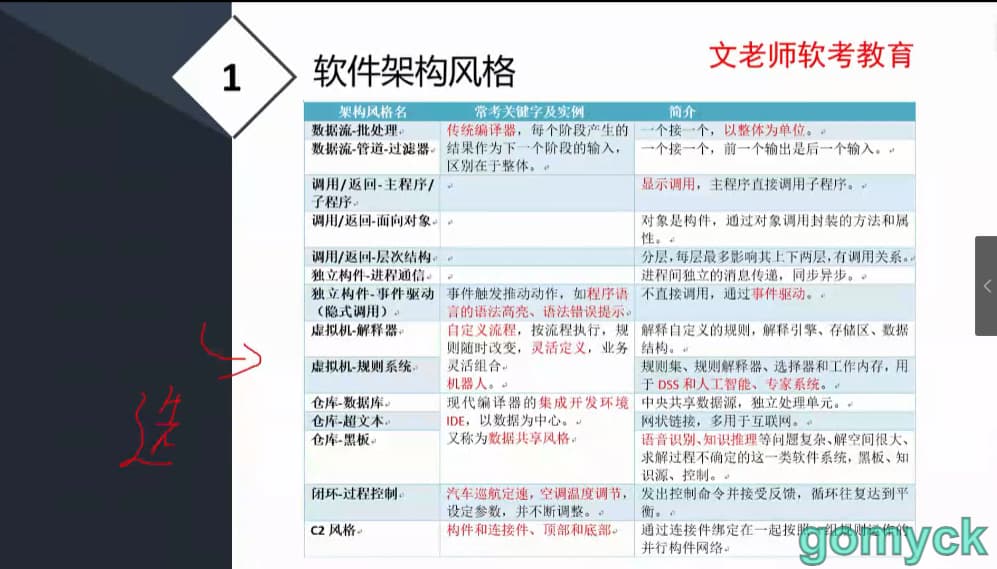 1
软件架构风格
文老师软考教育
架构风格名 常考关键字及实例 简介
数据流-批处理
数据流-管道-过滤器
传统编译器，每个阶段产生的
结果作为下一个阶段的输入，
区别在于整体。
一个接一个，以整体为单位。
一个接一个，前一个输出是后一个输入。
调用/返回-主程序/
子程序
显示调用，主程序直接调用子程序。
调用/返回-面向对象
对象是构件，通过对象调用封装的方法和属
性。
调用/返回-层次结构
分层，每层最多影响其上下两层，有调用关系。
独立构件-进程通信
进程间独立的消息传递，同步异步。
独立构件-事件驱动
（隐式调用）
事件触发推动动作，如程序语
言的语法高亮、语法错误提示
不直接调用，通过事件驱动。
虚拟机-解释器
自定义流程，按流程执行，规
则随时改变，灵活定义，业务
灵活组合
机器人。
解释自定义的规则，解释引擎、存储区、数据
结构。
虚拟机-规则系统
规则集、规则解释器、选择器和工作内存，用
于 DSS 和人工智能、专家系统。
仓库-数据库
仓库-超文本
仓库-黑板
现代编译器的集成开发环境
IDE，以数据为中心。
又称为数据共享风格
中央共享数据源，独立处理单元。
网状链接，多用于互联网。
语音识别、知识推理等问题复杂、解空间很大、
求解过程不确定的这一类软件系统，黑板、知
识源、控制。
闭环-过程控制
汽车巡航定速，空调温度调节，
设定参数，并不断调整。
发出控制命令并接受反馈，循环往复达到平
衡。
C2 风格
构件和连接件、顶部和底部
通过连接件绑定在一起按照一组规则运作的
并行构件网络
选
gomyck